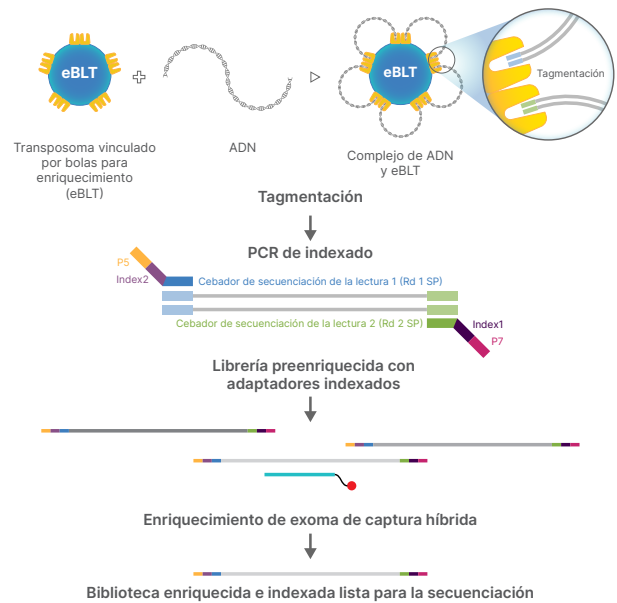 eBLT
eBLT
Tagmentación
Transposoma vinculado
por bolas para
enriquecimiento
(eBLT)
ADN
Complejo de ADN
y eBLT
Tagmentación
PCR de indexado
P5
Index2
Cebador de secuenciación de la lectura 1 (Rd 1 SP)
Cebador de secuenciación de la lectura 2 (Rd 2 SP)
Index1
P7
Librería preenriquecida con
adaptadores indexados
Enriquecimiento de exoma de captura híbrida
Biblioteca enriquecida e indexada lista para la secuenciación